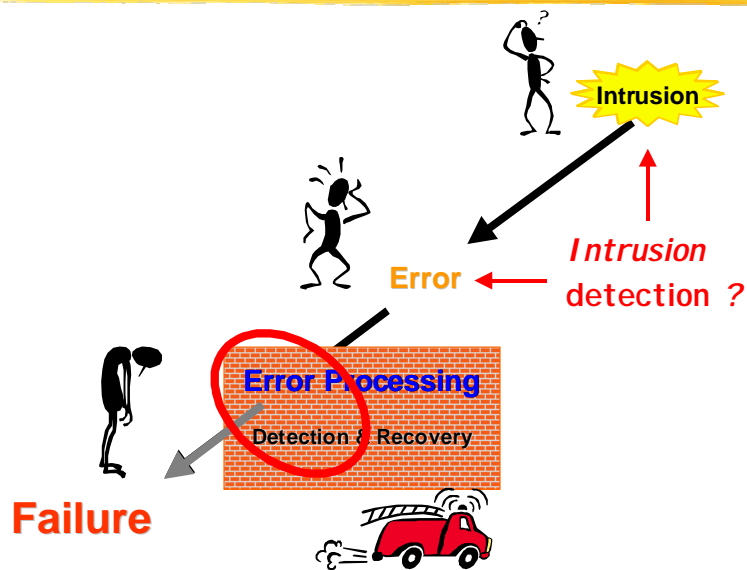 ?
Intrusion
Intrusion
detection ?
Error
Error Processing
Detection & Recovery
Failure